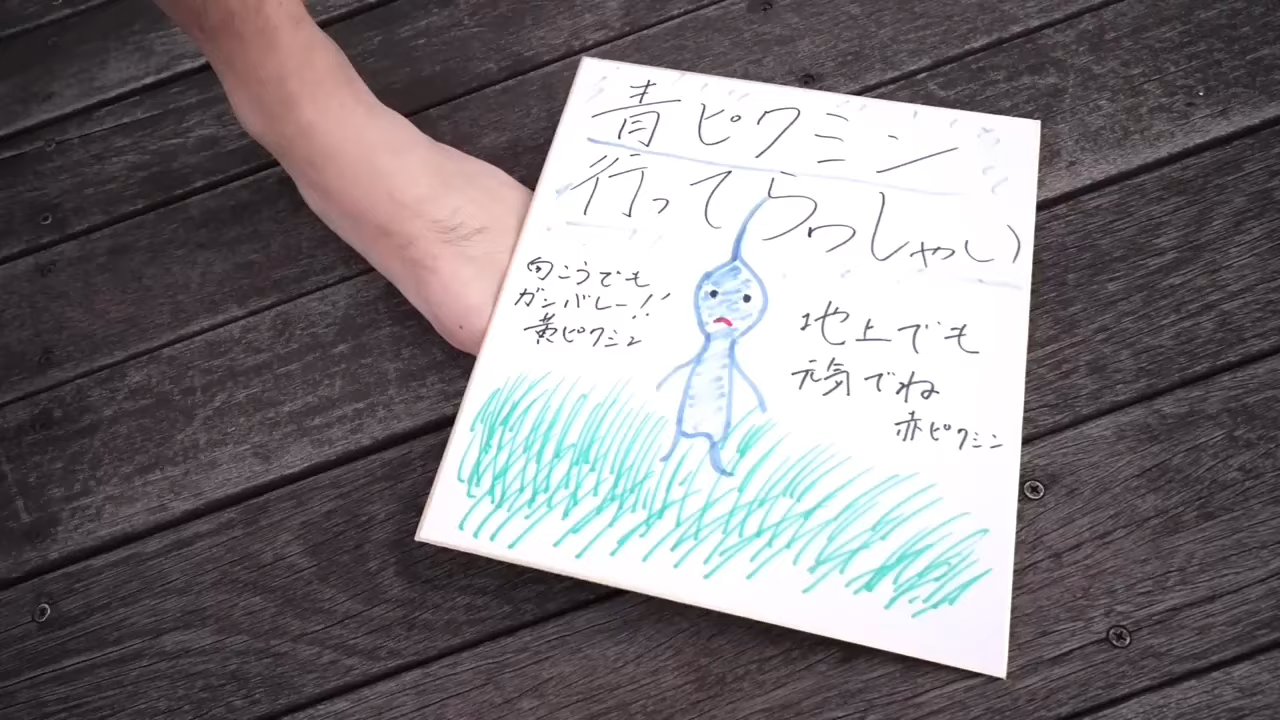 青ピクミン
行ってらっしゃい
向こうでも
ガンバレー!!
黄ピクミン
地上でも
元気でね
赤ピクミン